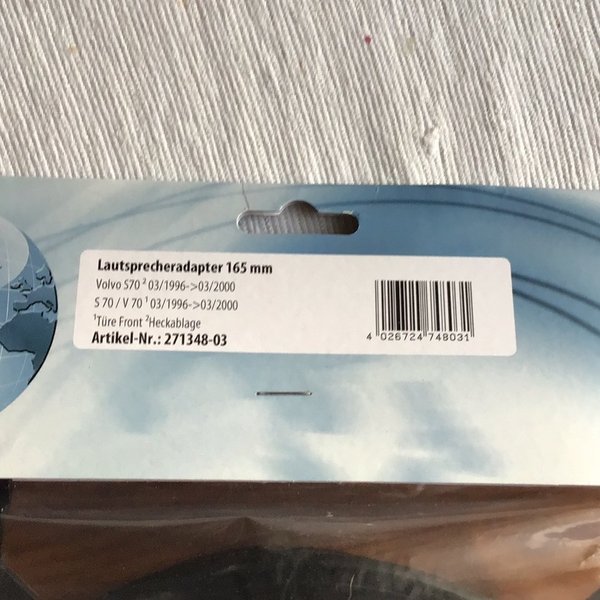 Lautsprecheradapter 165 mm
Volvo S70 ² 03/1996->03/2000
S 70 / V 70 ¹ 03/1996->03/2000
¹Türe Front ²Heckablage
Artikel-Nr.: 271348-03
4 026724 748031